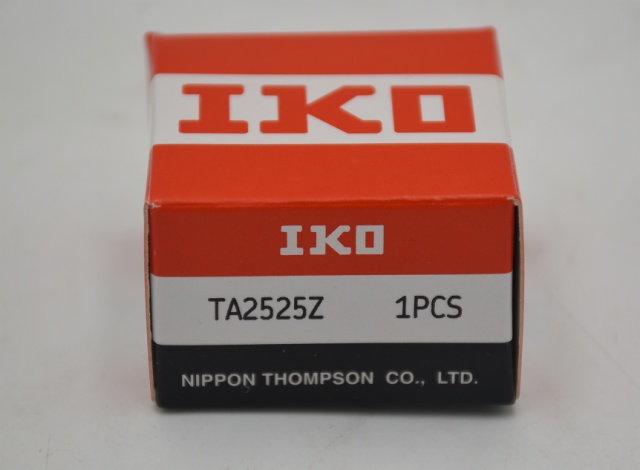 IKO
IKO
TA2525Z 1PCS
NIPPON THOMPSON CO., LTD.